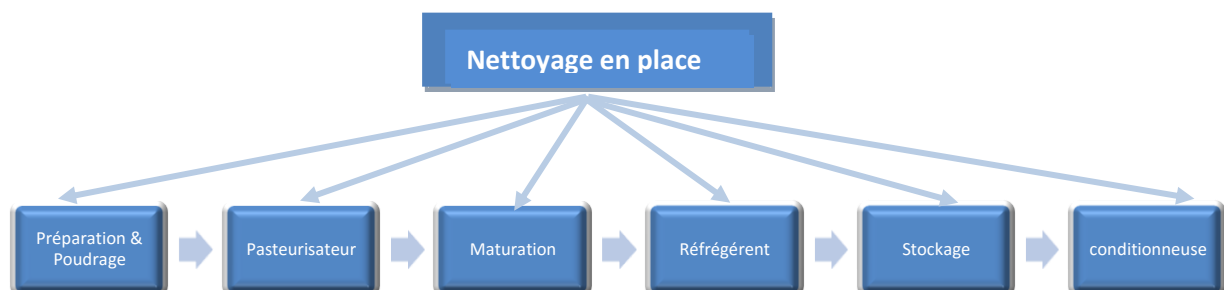 Nettoyage en place
Préparation &
Poudrage
Pasteurisateur
Maturation
Réfrégérent
Stockage
conditionneuse